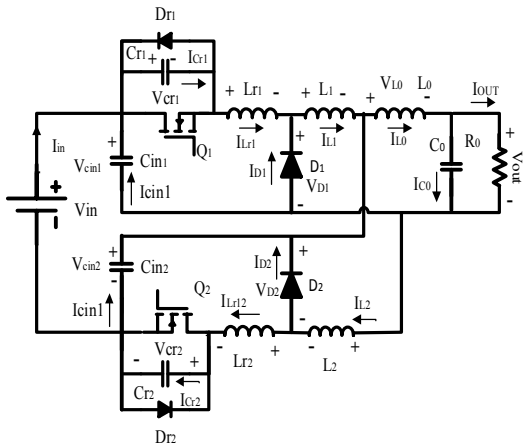 Dr1
Cr1 + - ICr1
Vcr1
+ Lr1 - + L1 - + VL0 L0 - IOUT
Iin + Q1 ILr1 IL1 IL0 C0 R0 +
Vcin1 Cin1 + D1
ID1 VD1 Vout
+ Icin1 - IC0 -
Vin
-
+ ID2 +
Vcin2 Cin2 Q2 VD2 D2
- ILr12 - IL2
Icin1
- Vcr2 + - Lr2 + - L2 +
Cr2 ICr2
Dr2